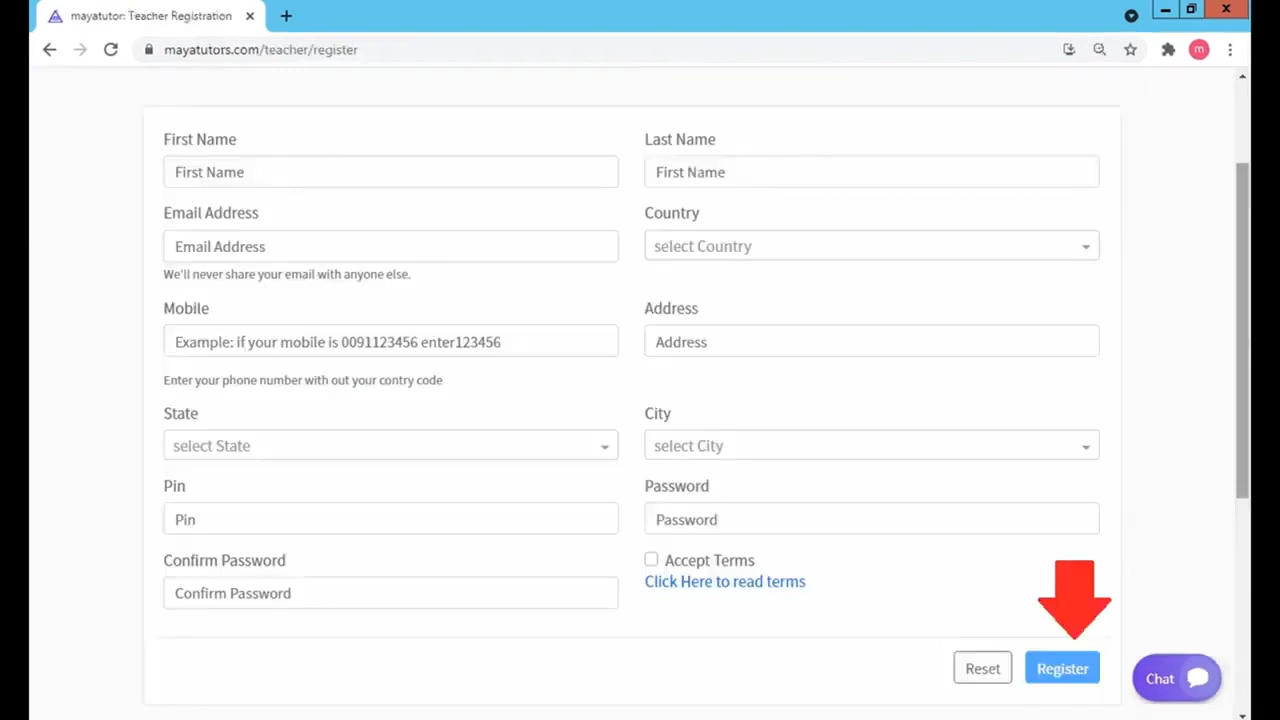 mayatutor: Teacher Registration
mayatutors.com/teacher/register
m
First Name
Last Name
First Name
First Name
Email Address
Country
Email Address
select Country
We'll never share your email with anyone else.
Mobile
Address
Example: if your mobile is 0091123456 enter123456
Address
Enter your phone number with out your contry code
State
City
select State
select City
Pin
Password
Pin
Password
Confirm Password
Accept Terms
Click Here to read terms
Confirm Password
Reset
Register
Chat